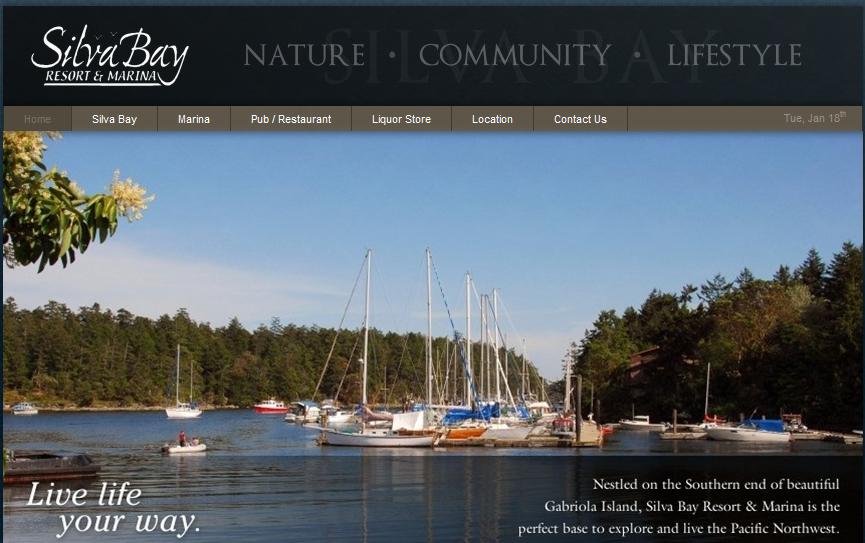 Silva Bay
RESORT & MARINA
SILVA BAY
NATURE • COMMUNITY • LIFESTYLE
Home Silva Bay Marina Pub / Restaurant Liquor Store Location Contact Us Tue, Jan 18th
Live life
your way.
Nestled on the Southern end of beautiful
Gabriola Island, Silva Bay Resort & Marina is the
perfect base to explore and live the Pacific Northwest.